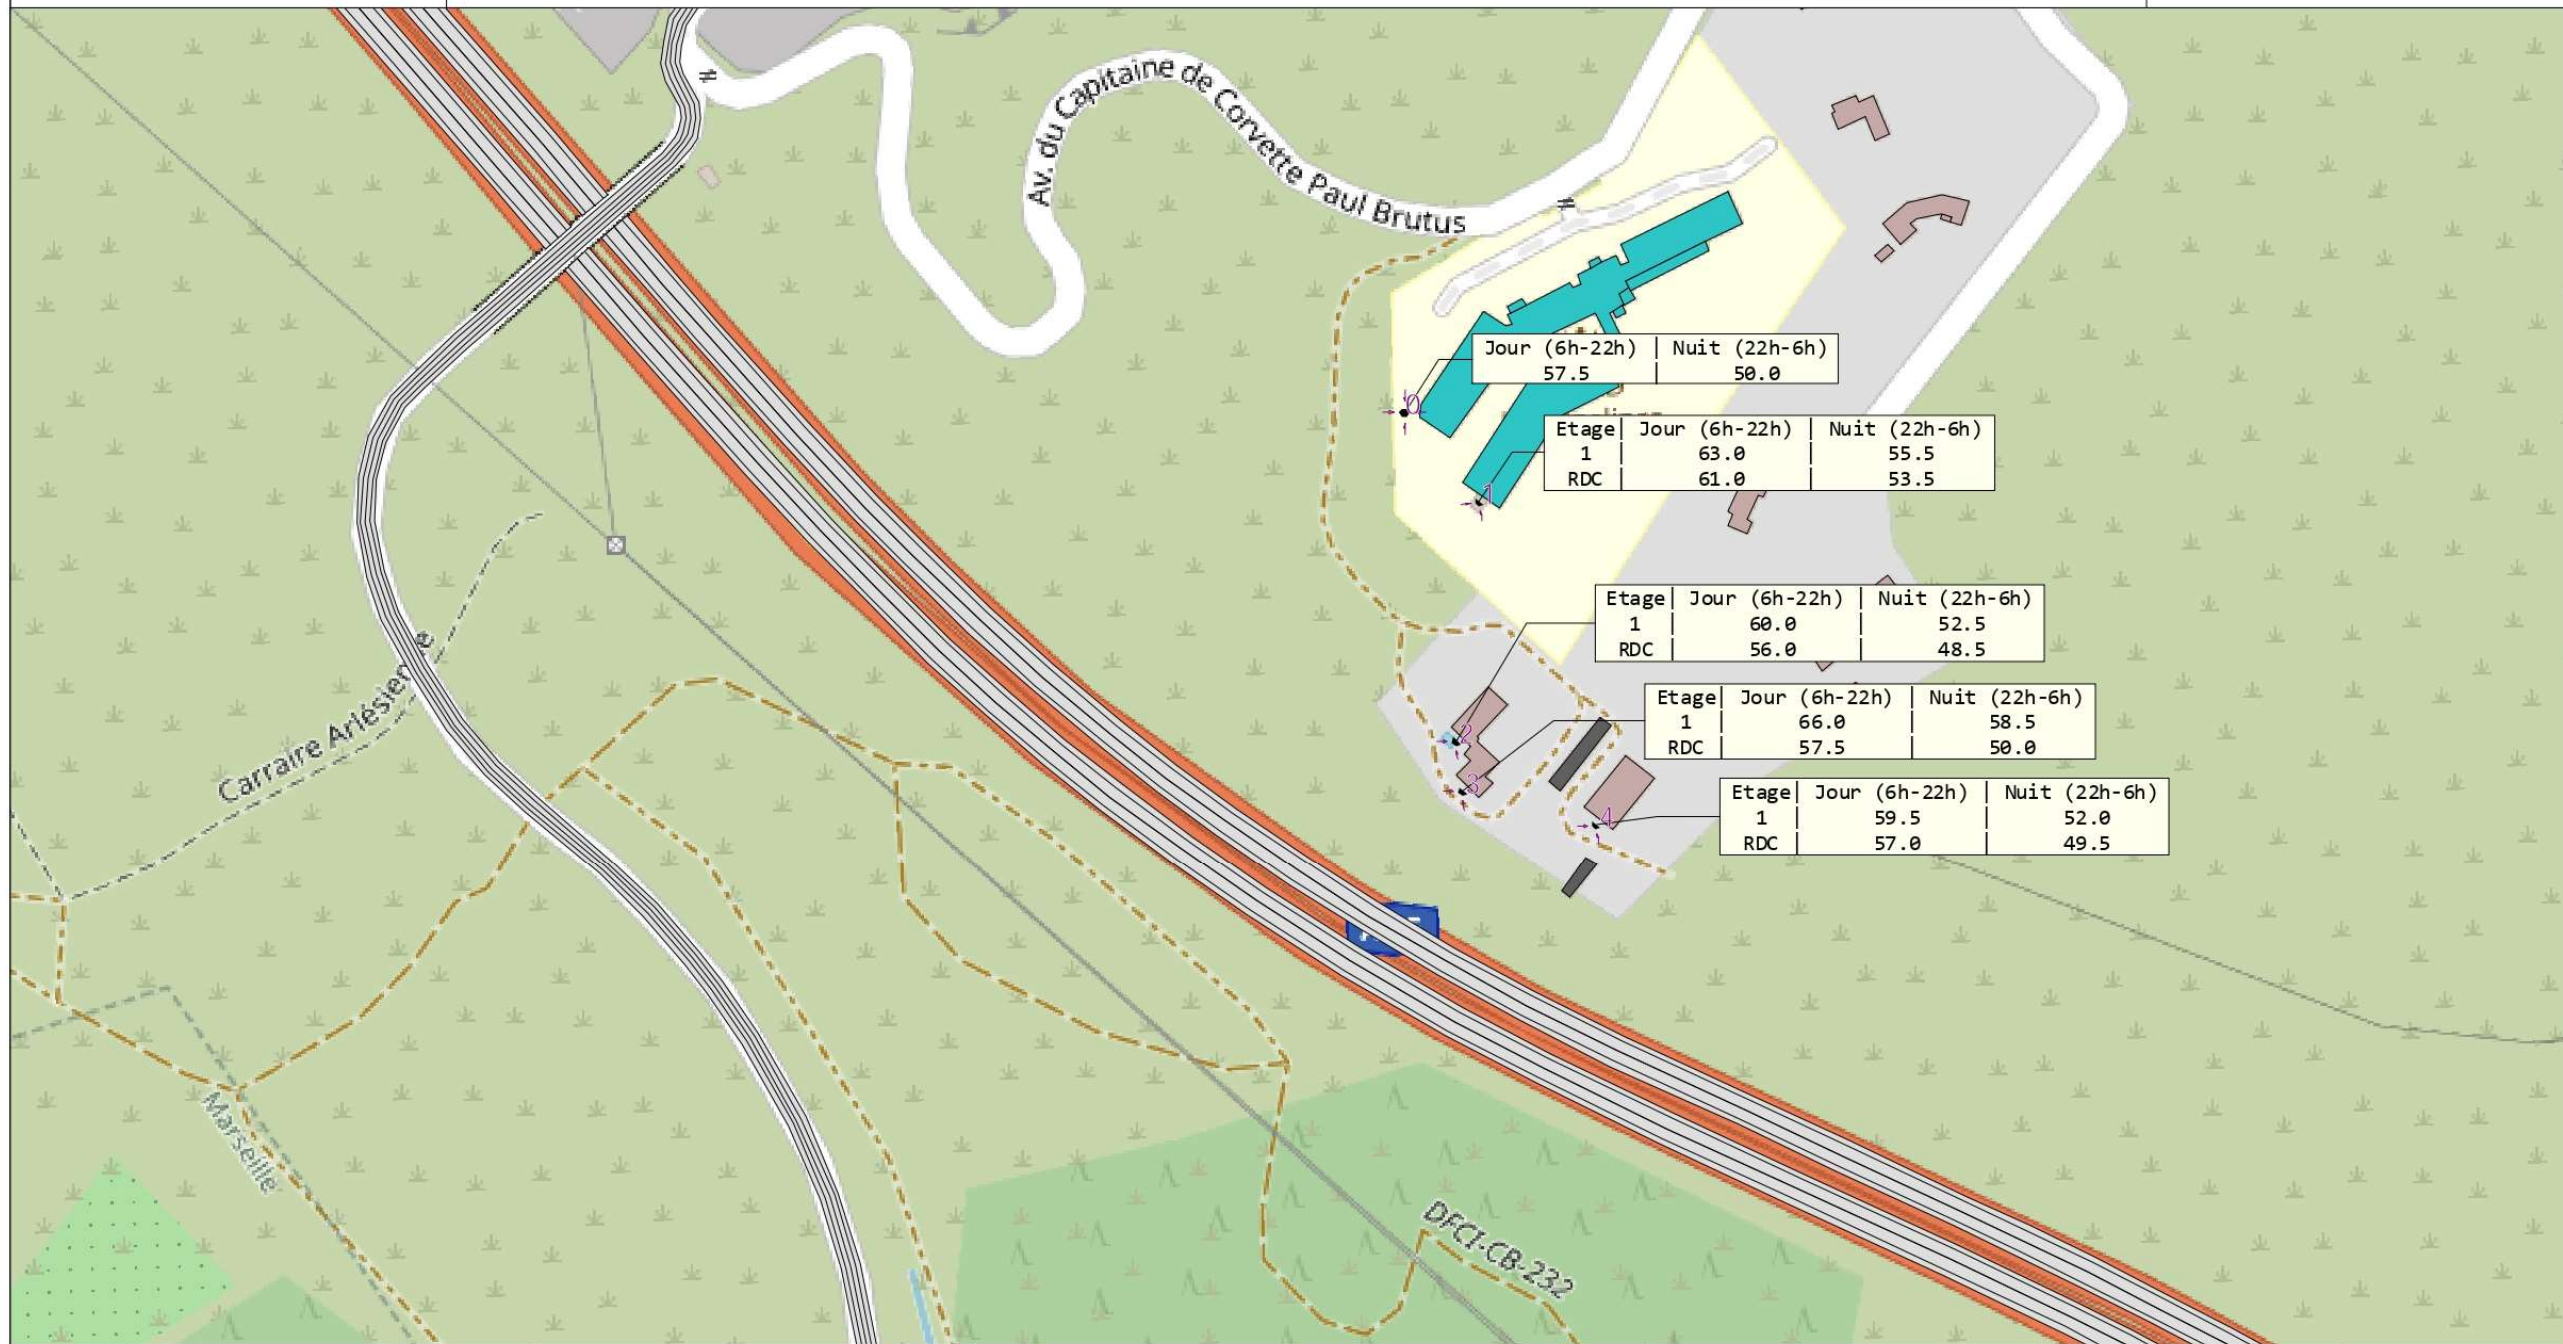 Av. du Capitaine de Corvette Paul Brutus
Jour (6h-22h) | Nuit (22h-6h)
57.5 | 50.0
0
Etage | Jour (6h-22h) | Nuit (22h-6h)
1 | 63.0 | 55.5
RDC | 61.0 | 53.5
1
Etage | Jour (6h-22h) | Nuit (22h-6h)
1 | 60.0 | 52.5
RDC | 56.0 | 48.5
2
Etage | Jour (6h-22h) | Nuit (22h-6h)
1 | 66.0 | 58.5
RDC | 57.5 | 50.0
3
Etage | Jour (6h-22h) | Nuit (22h-6h)
1 | 59.5 | 52.0
RDC | 57.0 | 49.5
4
Carraire
Marseille
DFCI-CB-232